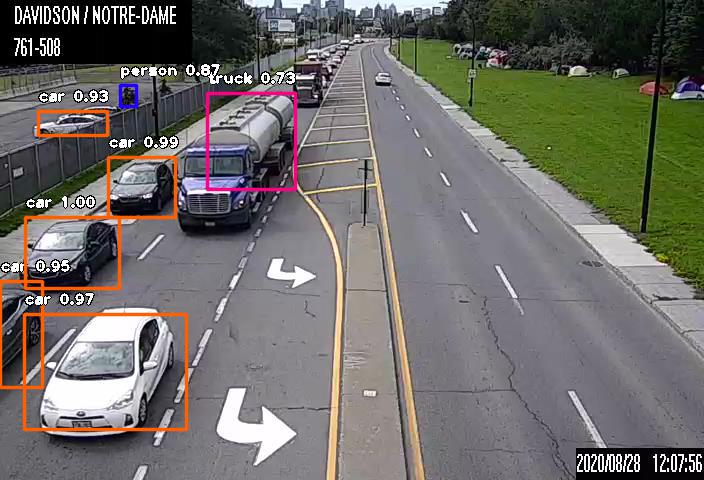 DAVIDSON / NOTRE-DAME
761-508
person 0.87
truck 0.73
car 0.93
car 0.99
car 1.00
car 0.95
car 0.97
2020/08/28 12:07:56